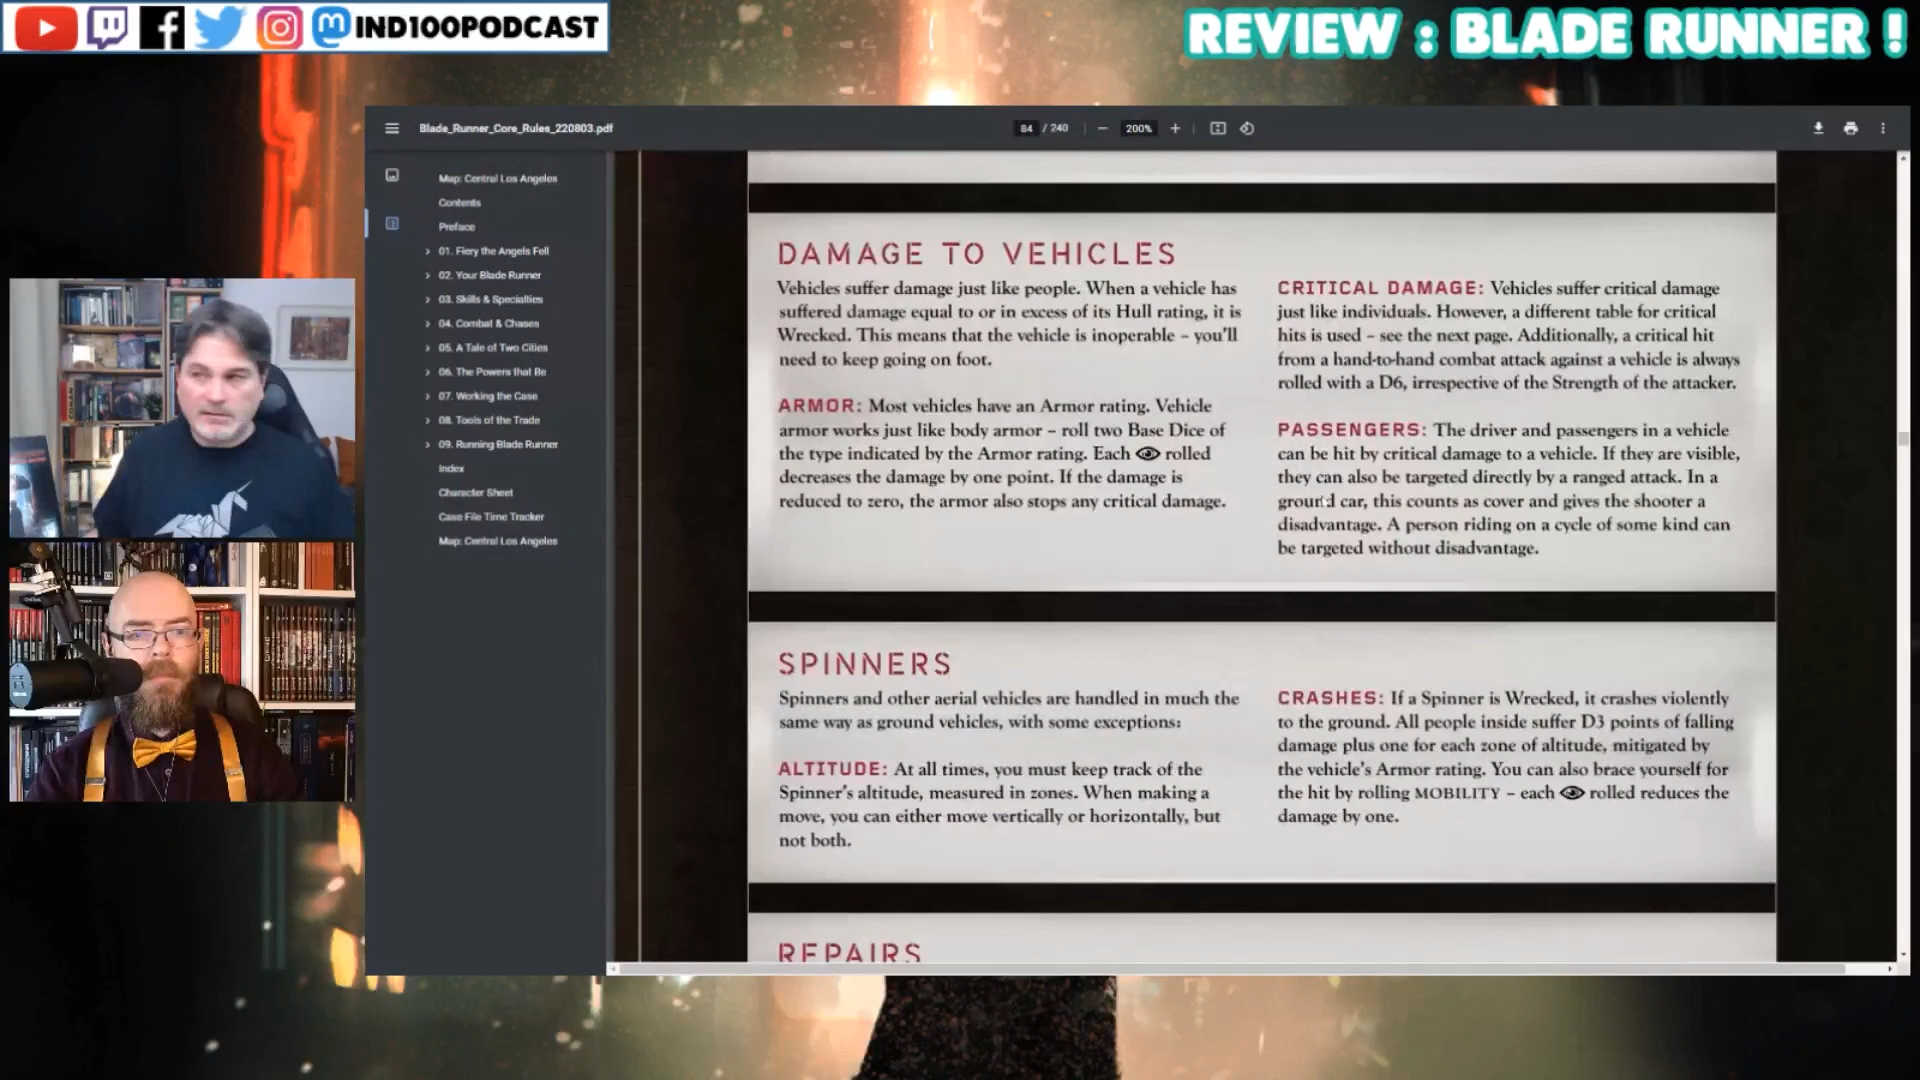 IND100PODCAST
REVIEW : BLADE RUNNER !
Blade_Runner_Core_Rules_220803.pdf
84 / 240
200%
Map: Central Los Angeles
Contents
Preface
01. Fiery the Angels Fell
02. Your Blade Runner
03. Skills & Specialties
04. Combat & Chases
05. A Tale of Two Cities
06. The Powers that Be
07. Working the Case
08. Tools of the Trade
09. Running Blade Runner
Index
Character Sheet
Case File Time Tracker
Map: Central Los Angeles
DAMAGE TO VEHICLES
Vehicles suffer damage just like people. When a vehicle has
suffered damage equal to or in excess of its Hull rating, it is
Wrecked. This means that the vehicle is inoperable – you'll
need to keep going on foot.
ARMOR: Most vehicles have an Armor rating. Vehicle
armor works just like body armor – roll two Base Dice of
the type indicated by the Armor rating. Each rolled
decreases the damage by one point. If the damage is
reduced to zero, the armor also stops any critical damage.
CRITICAL DAMAGE: Vehicles suffer critical damage
just like individuals. However, a different table for critical
hits is used – see the next page. Additionally, a critical hit
from a hand-to-hand combat attack against a vehicle is always
rolled with a D6, irrespective of the Strength of the attacker.
PASSENGERS: The driver and passengers in a vehicle
can be hit by critical damage to a vehicle. If they are visible,
they can also be targeted directly by a ranged attack. In a
ground car, this counts as cover and gives the shooter a
disadvantage. A person riding on a cycle of some kind can
be targeted without disadvantage.
SPINNERS
Spinners and other aerial vehicles are handled in much the
same way as ground vehicles, with some exceptions:
ALTITUDE: At all times, you must keep track of the
Spinner's altitude, measured in zones. When making a
move, you can either move vertically or horizontally, but
not both.
CRASHES: If a Spinner is Wrecked, it crashes violently
to the ground. All people inside suffer D3 points of falling
damage plus one for each zone of altitude, mitigated by
the vehicle's Armor rating. You can also brace yourself for
the hit by rolling MOBILITY – each rolled reduces the
damage by one.
REPAIRS